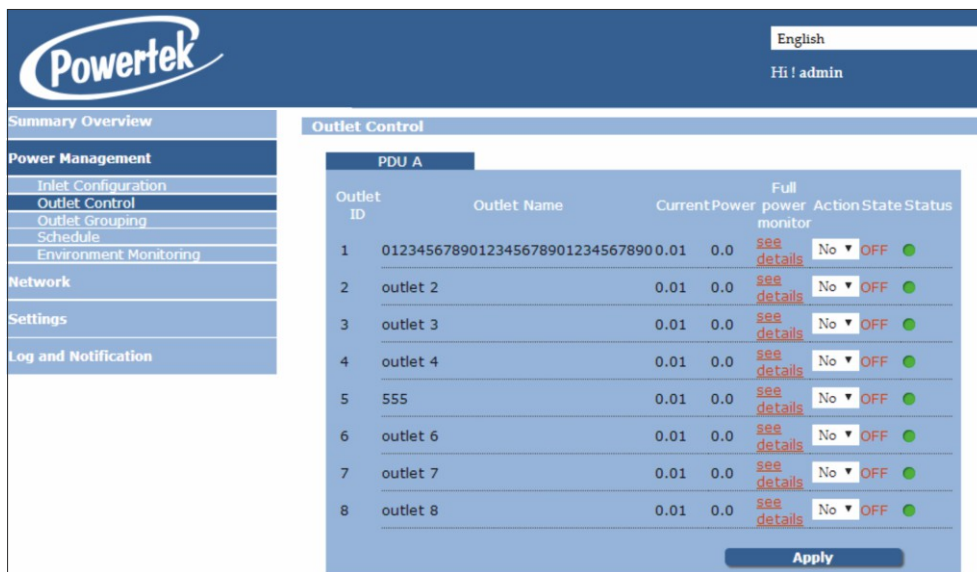 Powertek
English
Hi ! admin
Summary Overview
Power Management
Inlet Configuration
Outlet Control
Outlet Grouping
Schedule
Environment Monitoring
Network
Settings
Log and Notification
Outlet Control
PDU A
Outlet ID Outlet Name Current Power Full power monitor Action State Status
1 0123456789012345678901234567890 0.01 0.0 see details No OFF
2 outlet 2 0.01 0.0 see details No OFF
3 outlet 3 0.01 0.0 see details No OFF
4 outlet 4 0.01 0.0 see details No OFF
5 555 0.01 0.0 see details No OFF
6 outlet 6 0.01 0.0 see details No OFF
7 outlet 7 0.01 0.0 see details No OFF
8 outlet 8 0.01 0.0 see details No OFF
Apply